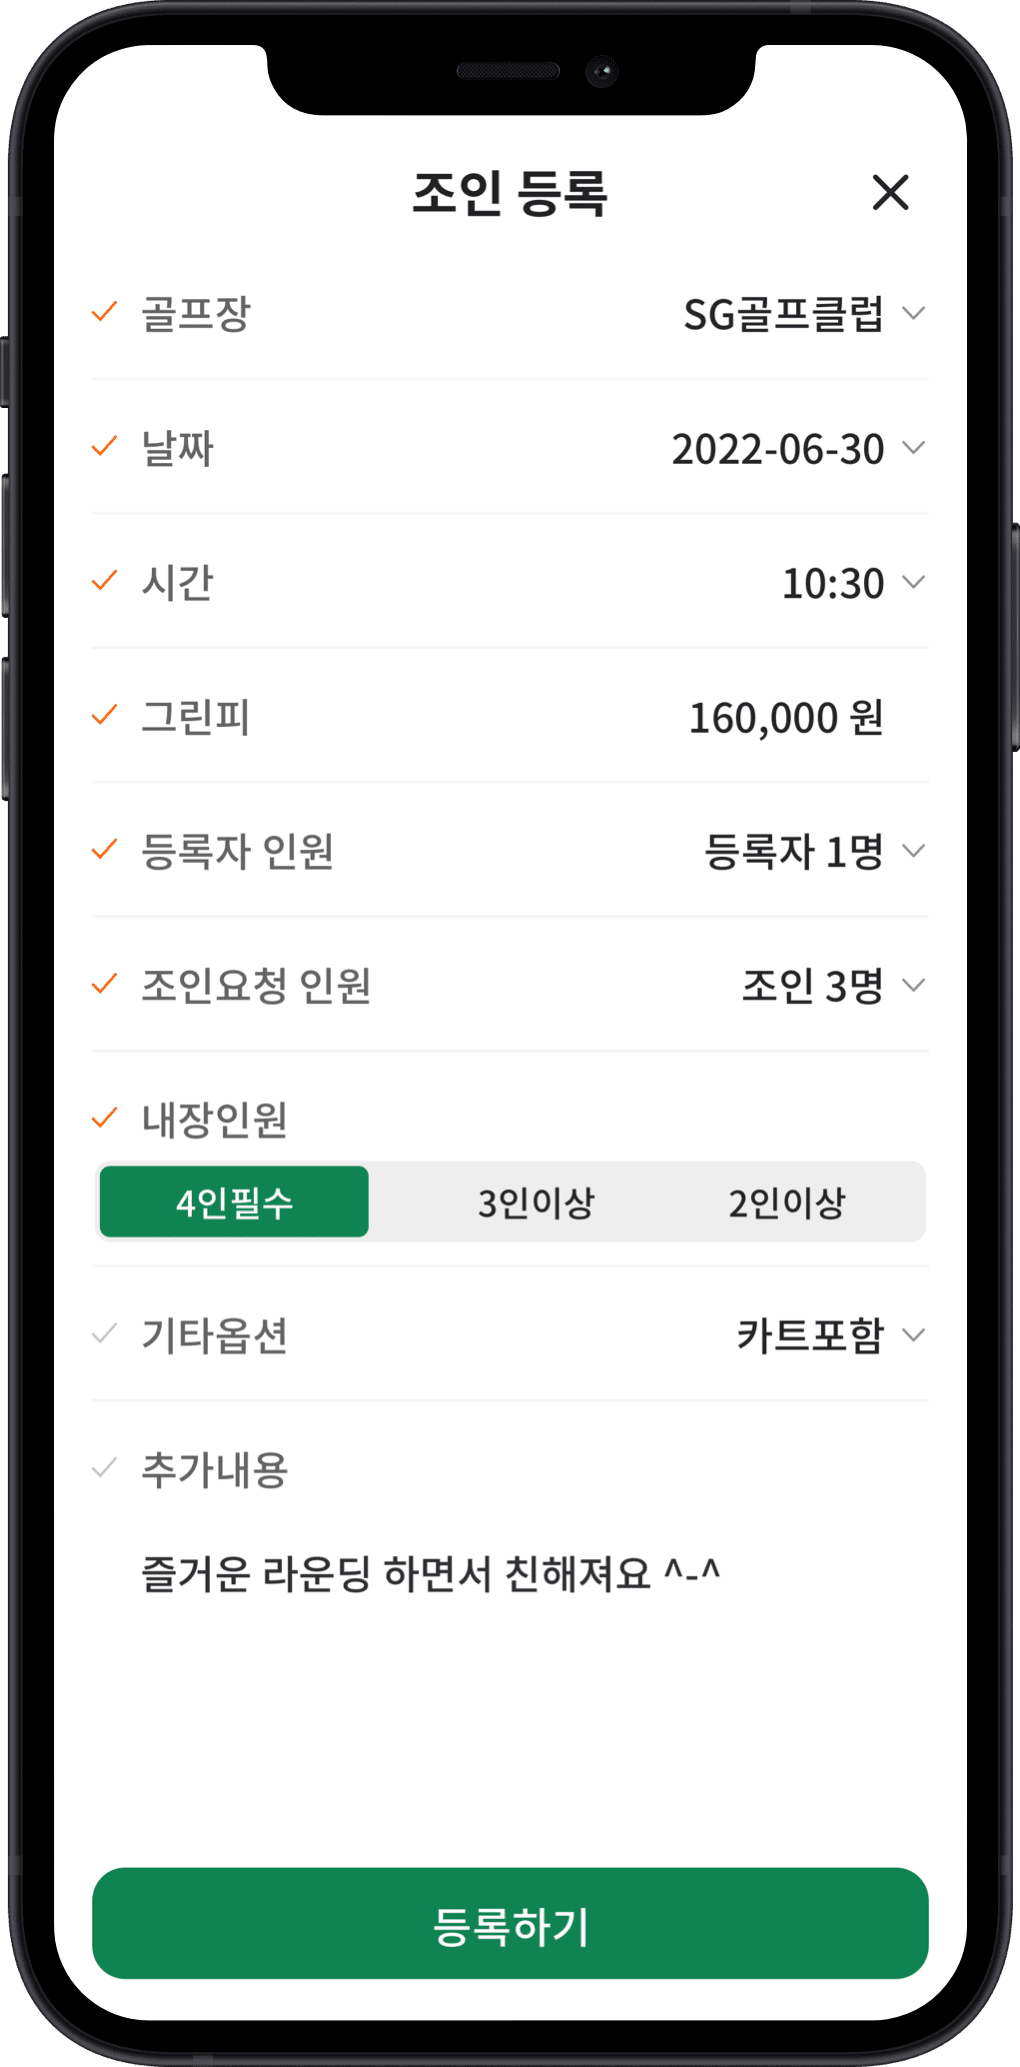 조인 등록
골프장 SG골프클럽
날짜 2022-06-30
시간 10:30
그린피 160,000 원
등록자 인원 등록자 1명
조인요청 인원 조인 3명
내장인원
4인필수 3인이상 2인이상
기타옵션 카트포함
추가내용
즐거운 라운딩 하면서 친해져요 ^-^
등록하기